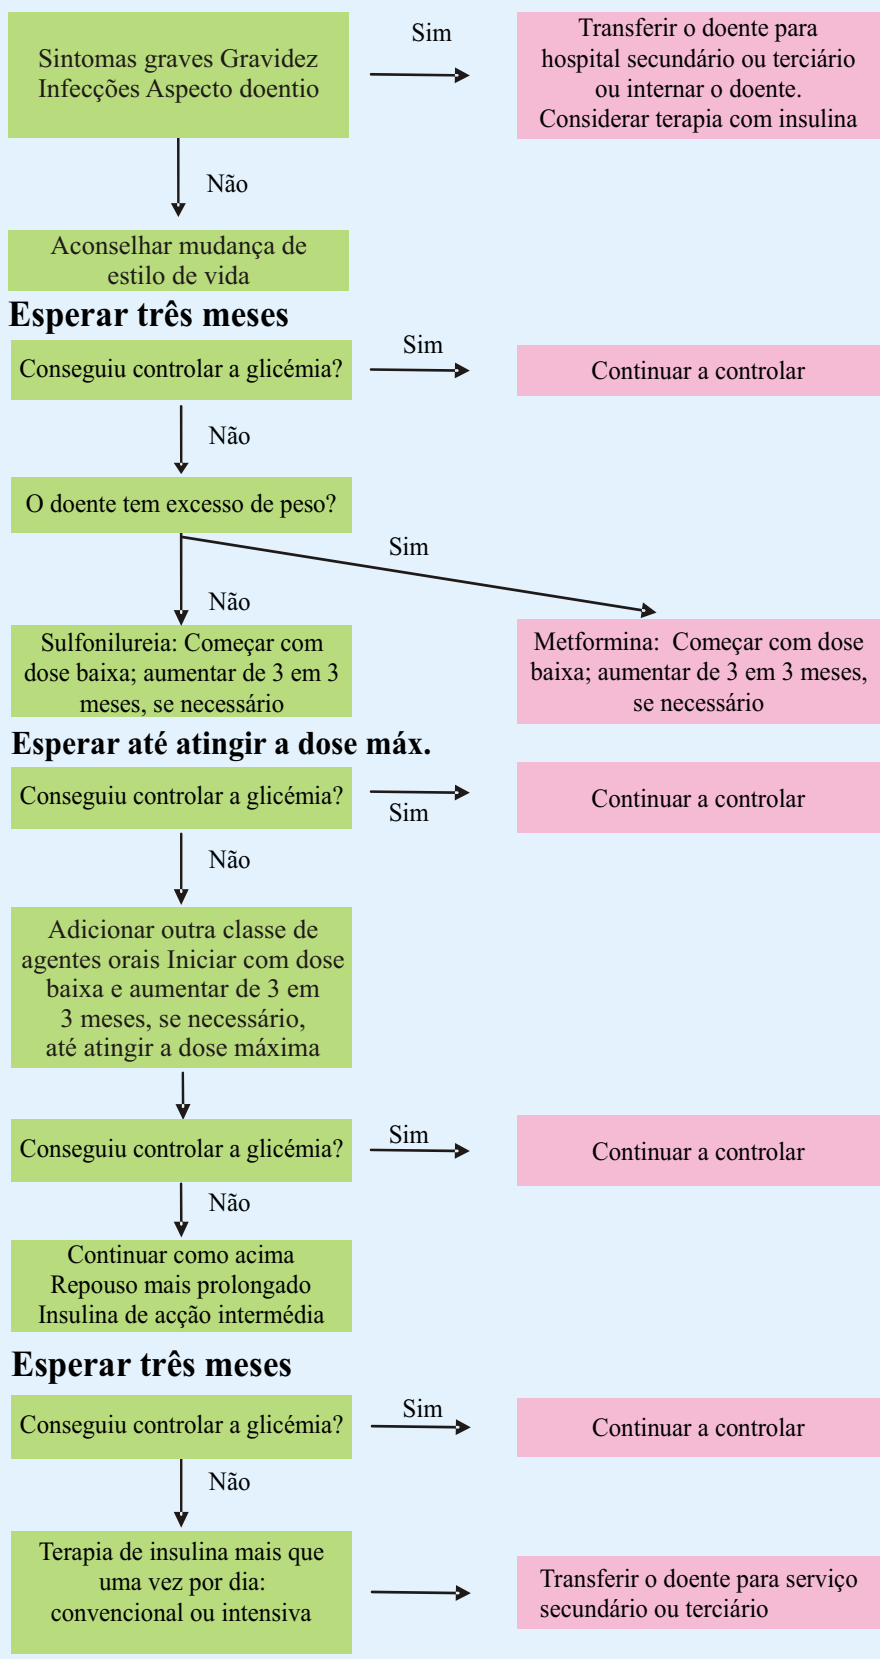 Sintomas graves Gravidez
Infecções Aspecto doentio
Sim
Transferir o doente para
hospital secundário ou terciário
ou internar o doente.
Considerar terapia com insulina
Não
Aconselhar mudança de
estilo de vida
Esperar três meses
Conseguiu controlar a glicémia?
Sim
Continuar a controlar
Não
O doente tem excesso de peso?
Sim
Não
Sulfonilureia: Começar com
dose baixa; aumentar de 3 em 3
meses, se necessário
Metformina: Começar com dose
baixa; aumentar de 3 em 3 meses,
se necessário
Esperar até atingir a dose máx.
Conseguiu controlar a glicémia?
Sim
Continuar a controlar
Não
Adicionar outra classe de
agentes orais Iniciar com dose
baixa e aumentar de 3 em
3 meses, se necessário,
até atingir a dose máxima
Conseguiu controlar a glicémia?
Sim
Continuar a controlar
Não
Continuar como acima
Repouso mais prolongado
Insulina de acção intermédia
Esperar três meses
Conseguiu controlar a glicémia?
Sim
Continuar a controlar
Não
Terapia de insulina mais que
uma vez por dia:
convencional ou intensiva
Transferir o doente para serviço
secundário ou terciário